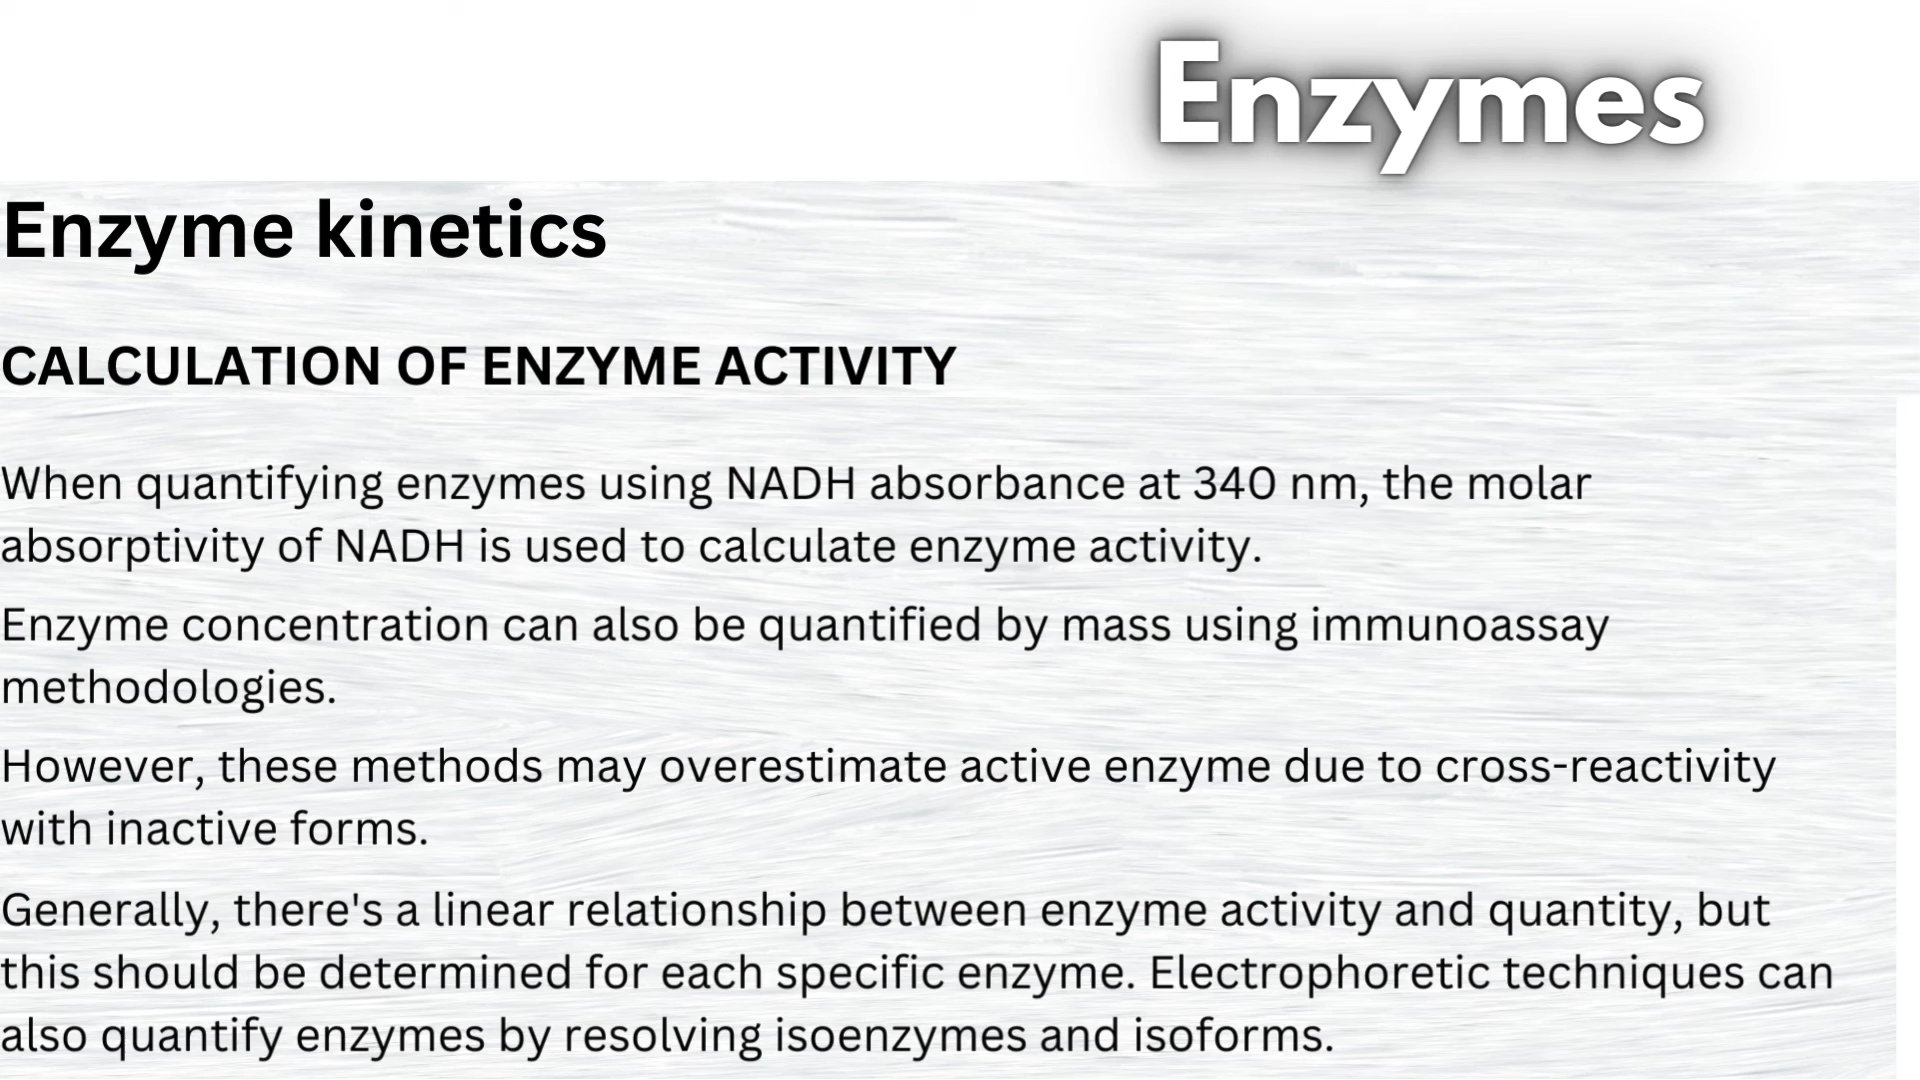 Enzymes
Enzyme kinetics
CALCULATION OF ENZYME ACTIVITY
When quantifying enzymes using NADH absorbance at 340 nm, the molar
absorptivity of NADH is used to calculate enzyme activity.
Enzyme concentration can also be quantified by mass using immunoassay
methodologies.
However, these methods may overestimate active enzyme due to cross-reactivity
with inactive forms.
Generally, there's a linear relationship between enzyme activity and quantity, but
this should be determined for each specific enzyme. Electrophoretic techniques can
also quantify enzymes by resolving isoenzymes and isoforms.